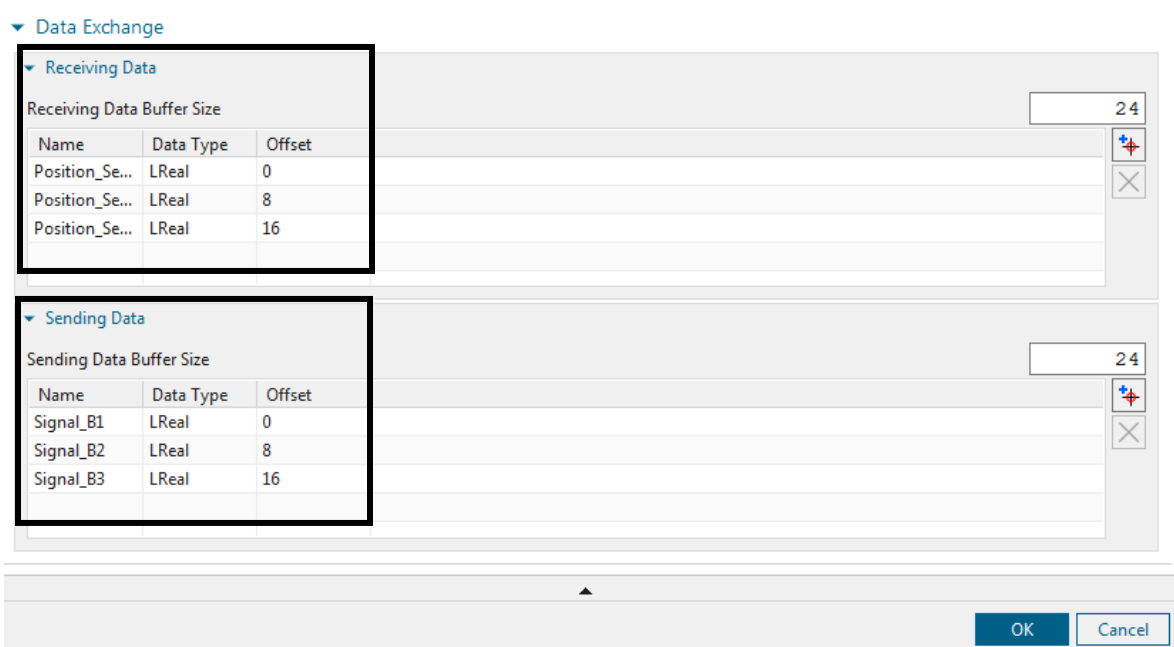 Data Exchange
Receiving Data
Receiving Data Buffer Size 24
Name Data Type Offset
Position_Se... LReal 0
Position_Se... LReal 8
Position_Se... LReal 16
Sending Data
Sending Data Buffer Size 24
Name Data Type Offset
Signal_B1 LReal 0
Signal_B2 LReal 8
Signal_B3 LReal 16
OK Cancel